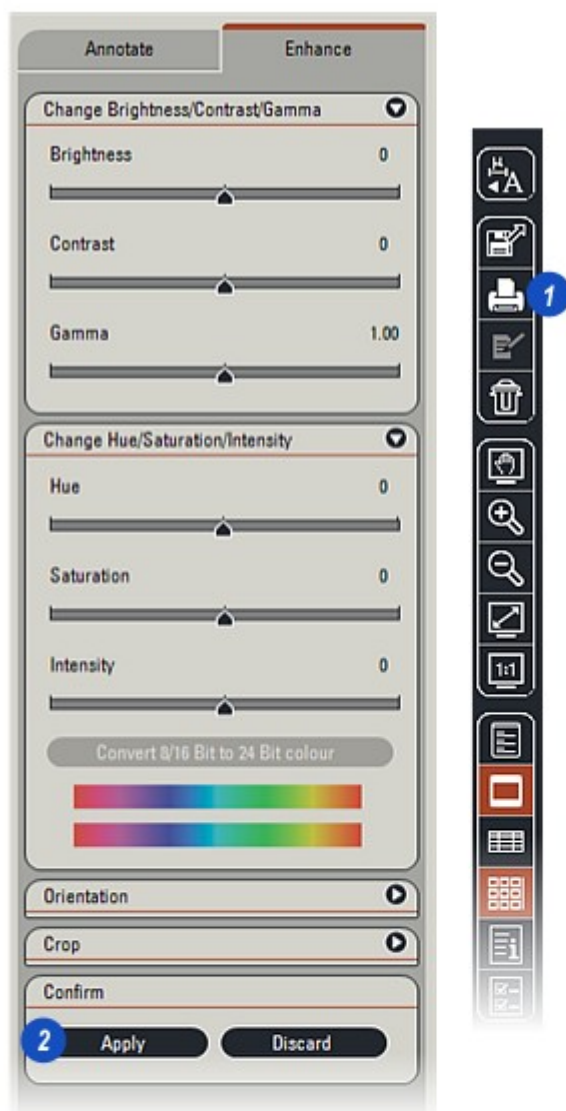 Annotate Enhance
Change Brightness/Contrast/Gamma
Brightness 0
Contrast 0
Gamma 1.00
Change Hue/Saturation/Intensity
Hue 0
Saturation 0
Intensity 0
Convert 8/16 Bit to 24 Bit colour
Orientation
Crop
Confirm
2 Apply Discard
A
1
1:1
i